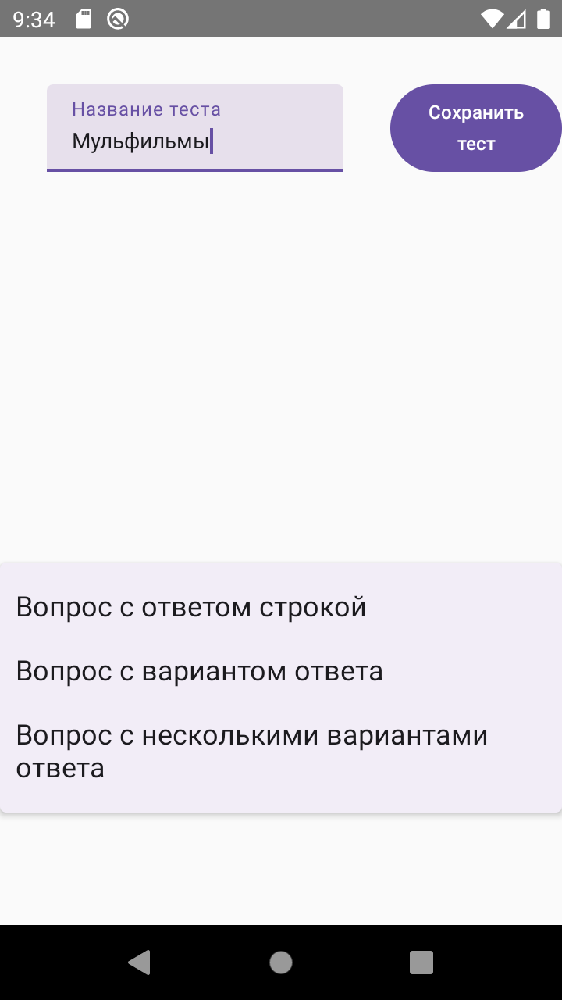 9:34
Название теста
Мульфильмы
Сохранить
тест
Вопрос с ответом строкой
Вопрос с вариантом ответа
Вопрос с несколькими вариантами
ответа